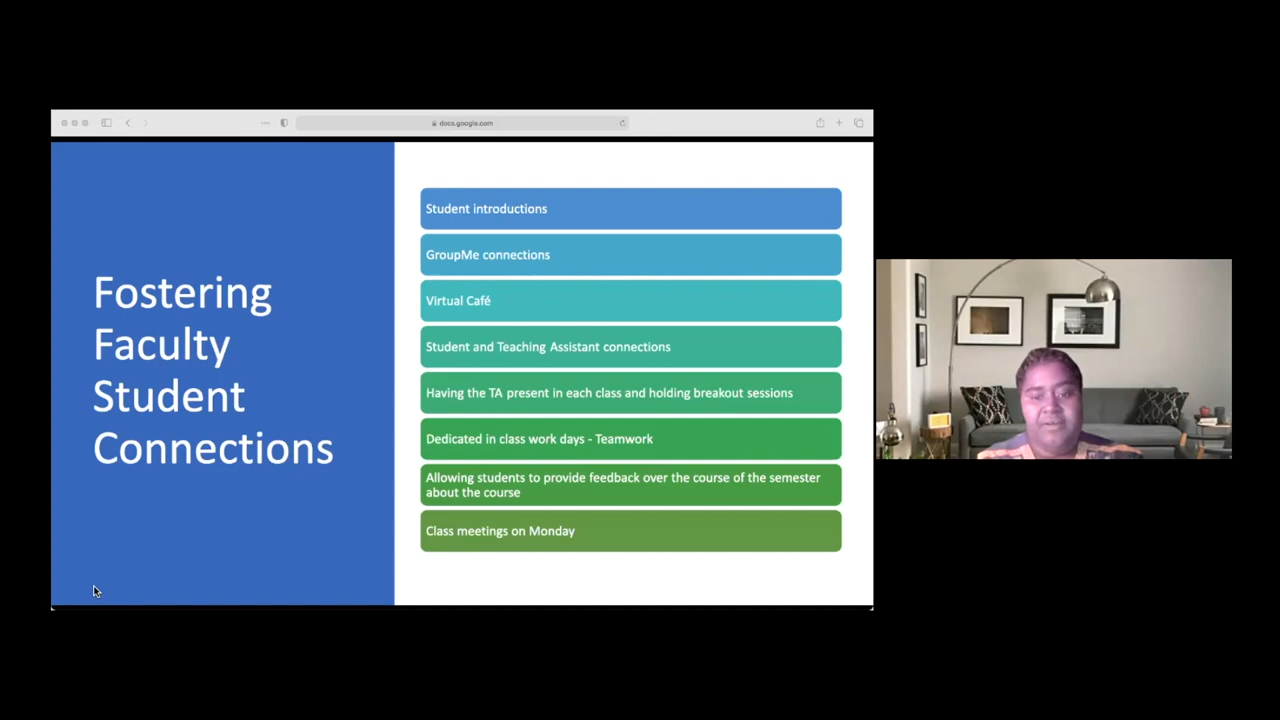 docs.google.com
Fostering
Faculty
Student
Connections
Student introductions
GroupMe connections
Virtual Café
Student and Teaching Assistant connections
Having the TA present in each class and holding breakout sessions
Dedicated in class work days - Teamwork
Allowing students to provide feedback over the course of the semester
about the course
Class meetings on Monday